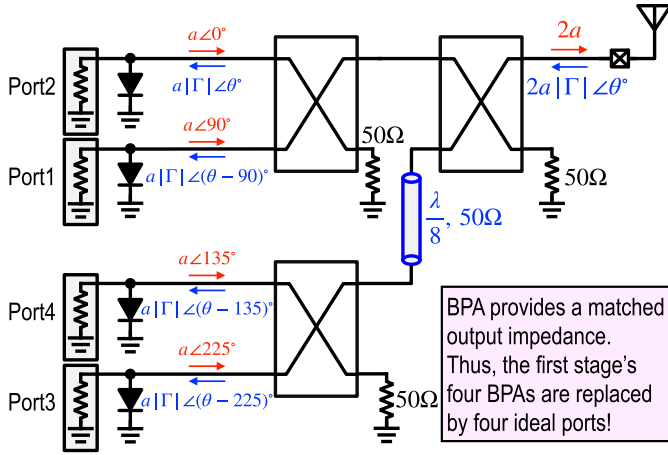 a∠0° 2a
Port2 a|Γ|∠θ° 2a|Γ|∠θ°
a∠90° 50Ω
Port1 a|Γ|∠(θ − 90)° 50Ω
λ/8, 50Ω
a∠135°
Port4 a|Γ|∠(θ − 135)°
a∠225°
Port3 a|Γ|∠(θ − 225)° 50Ω
BPA provides a matched
output impedance.
Thus, the first stage's
four BPAs are replaced
by four ideal ports!